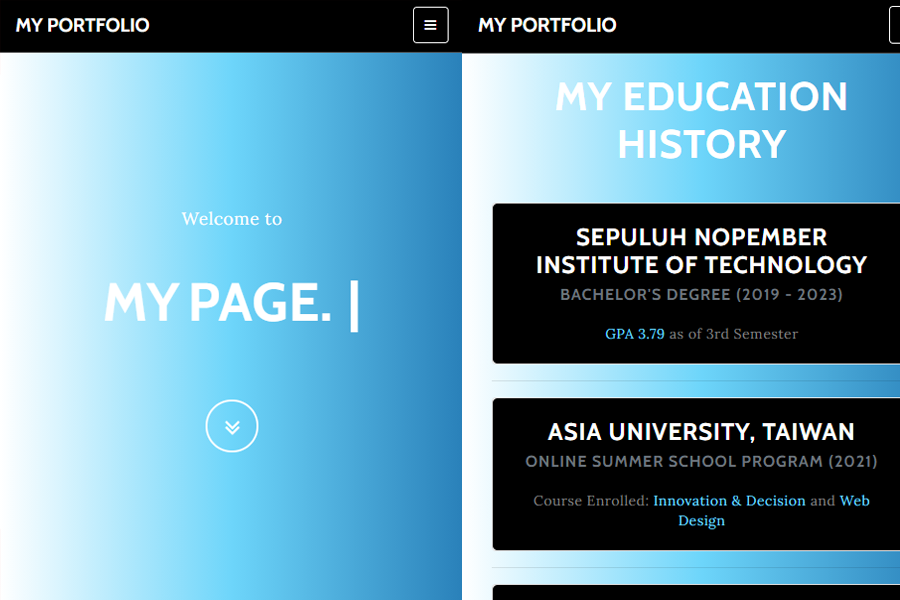 MY PORTFOLIO
Welcome to
MY PAGE. |
MY PORTFOLIO
MY EDUCATION
HISTORY
SEPULUH NOPEMBER
INSTITUTE OF TECHNOLOGY
BACHELOR'S DEGREE (2019 - 2023)
GPA 3.79 as of 3rd Semester
ASIA UNIVERSITY, TAIWAN
ONLINE SUMMER SCHOOL PROGRAM (2021)
Course Enrolled: Innovation & Decision and Web
Design